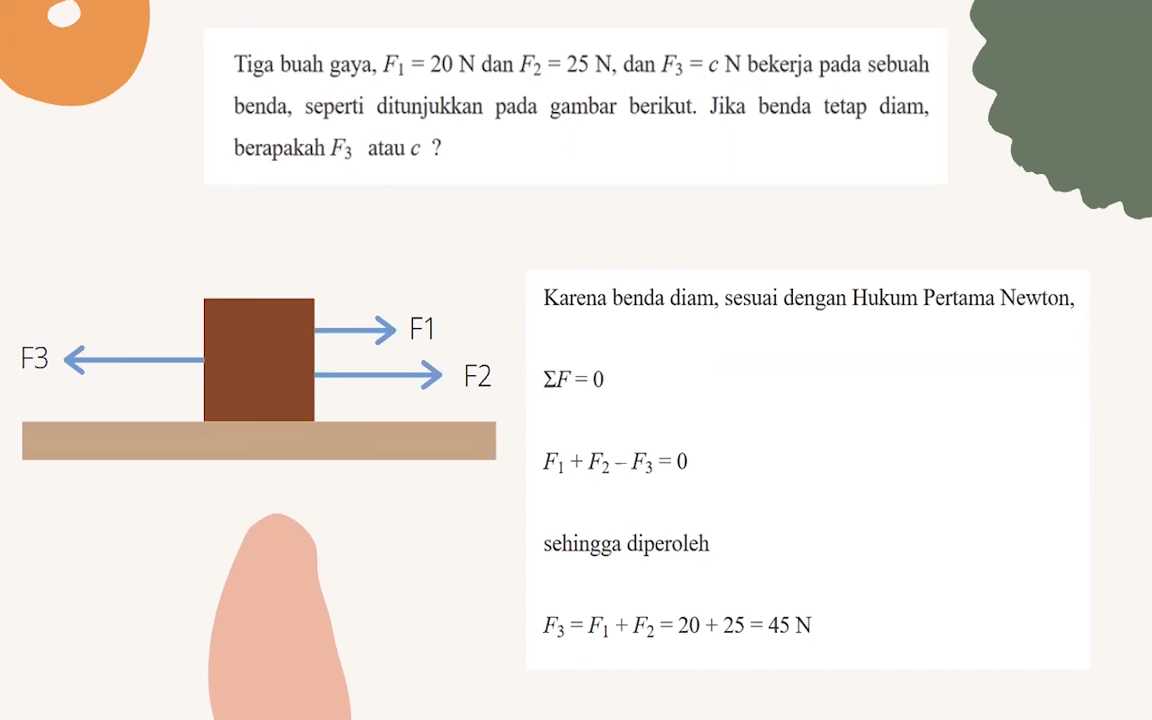 Tiga buah gaya, F₁ = 20 N dan F₂ = 25 N, dan F₃ = c N bekerja pada sebuah
benda, seperti ditunjukkan pada gambar berikut. Jika benda tetap diam,
berapakah F₃ atau c ?
F1
F3
F2
Karena benda diam, sesuai dengan Hukum Pertama Newton,
ΣF = 0
F₁ + F₂ – F₃ = 0
sehingga diperoleh
F₃ = F₁ + F₂ = 20 + 25 = 45 N